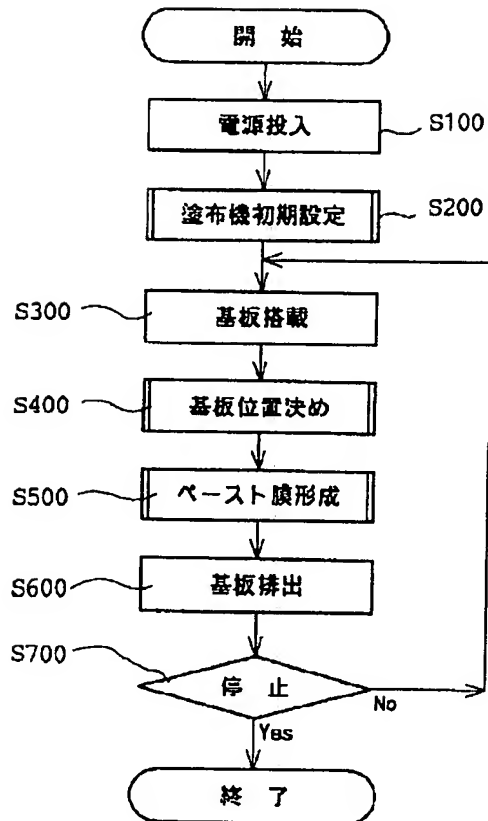 開 始
電源投入 S100
塗布機初期設定 S200
S300 基板搭載
S400 基板位置決め
S500 ペースト膜形成
S600 基板排出
S700 停 止
No
Yes
終 了